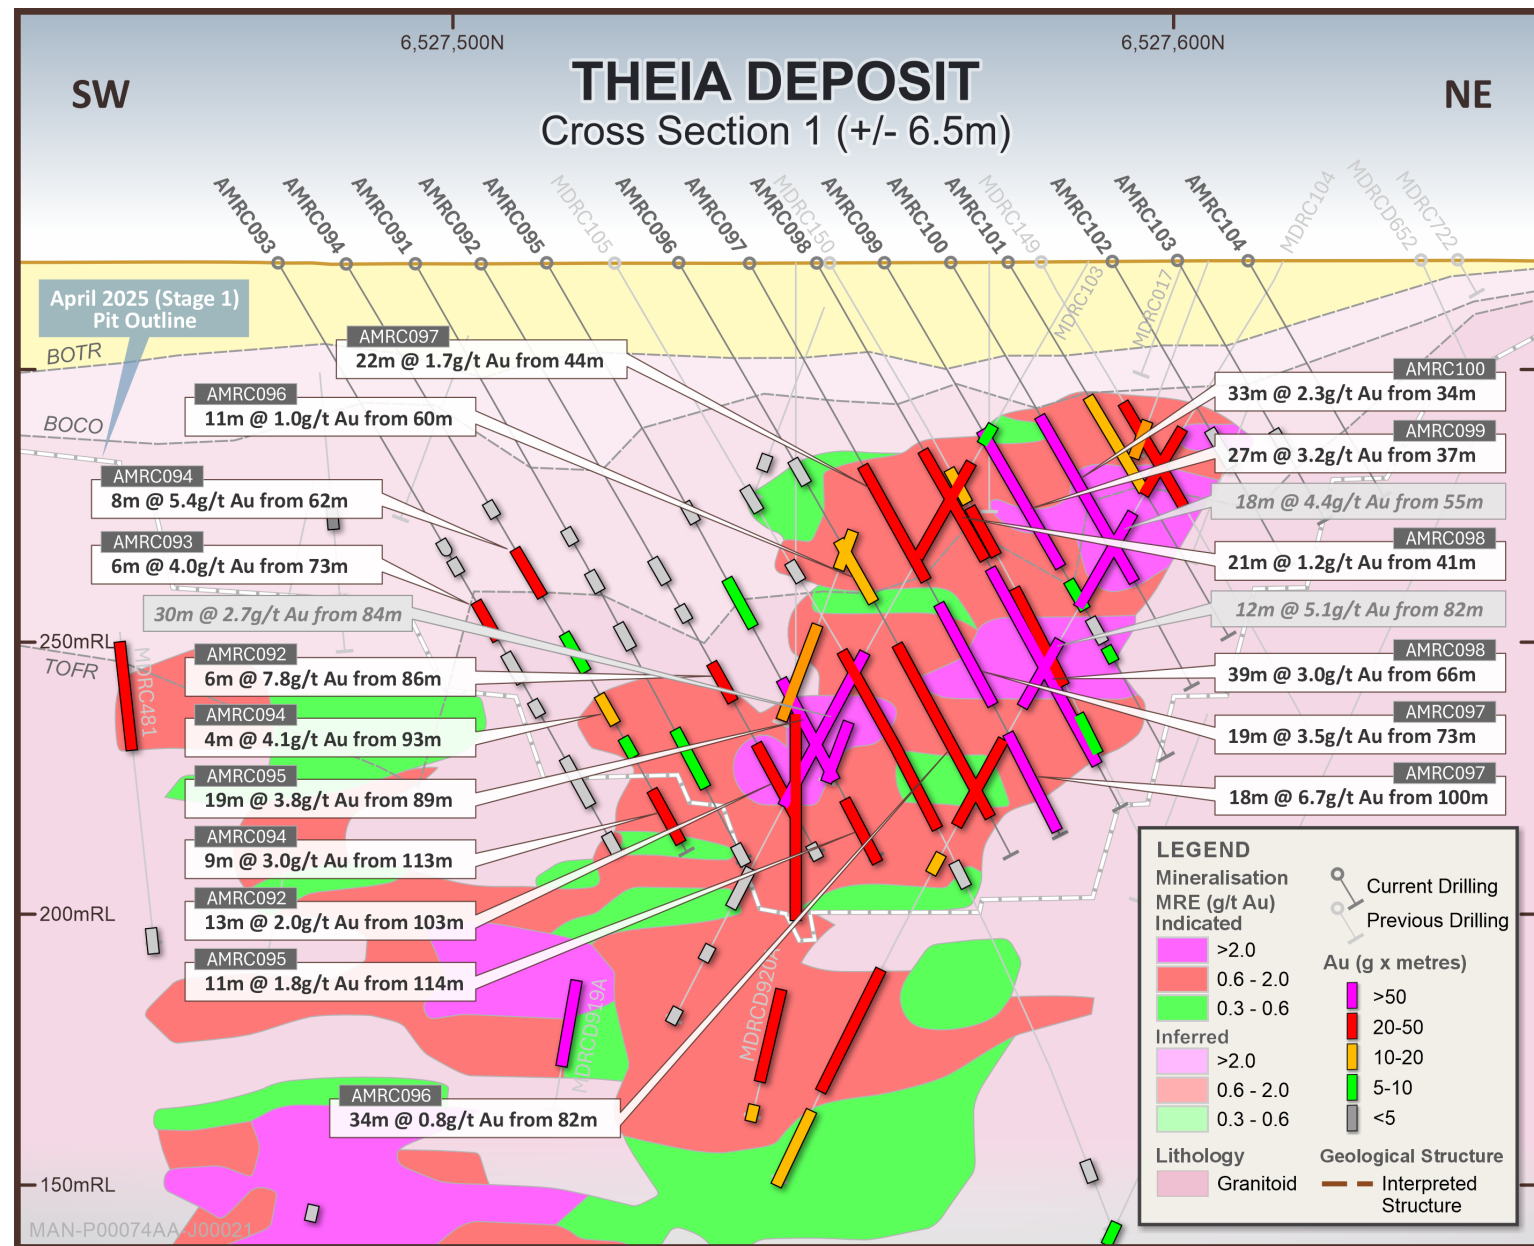 6,527,500N
6,527,600N
SW
THEIA DEPOSIT
NE
Cross Section 1 (+/- 6.5m)
AMRC093
AMRC094
AMRC091
AMRC092
AMRC095
MDRC105
AMRC096
AMRC097
AMRC098
MDRC150
AMRC099
AMRC100
AMRC101
MDRC149
AMRC102
AMRC103
AMRC104
MDRC104
MDRCD652
MDRC722
MDRC103
MDRC017
April 2025 (Stage 1)
Pit Outline
BOTR
BOCO
TOFR
AMRC097
22m @ 1.7g/t Au from 44m
AMRC096
11m @ 1.0g/t Au from 60m
AMRC094
8m @ 5.4g/t Au from 62m
AMRC093
6m @ 4.0g/t Au from 73m
30m @ 2.7g/t Au from 84m
AMRC092
6m @ 7.8g/t Au from 86m
AMRC094
4m @ 4.1g/t Au from 93m
AMRC095
19m @ 3.8g/t Au from 89m
AMRC094
9m @ 3.0g/t Au from 113m
AMRC092
13m @ 2.0g/t Au from 103m
AMRC095
11m @ 1.8g/t Au from 114m
AMRC096
34m @ 0.8g/t Au from 82m
AMRC100
33m @ 2.3g/t Au from 34m
AMRC099
27m @ 3.2g/t Au from 37m
18m @ 4.4g/t Au from 55m
AMRC098
21m @ 1.2g/t Au from 41m
12m @ 5.1g/t Au from 82m
AMRC098
39m @ 3.0g/t Au from 66m
AMRC097
19m @ 3.5g/t Au from 73m
AMRC097
18m @ 6.7g/t Au from 100m
250mRL
200mRL
150mRL
MDRC481
MDRCD919A
MDRCD920A
LEGEND
Mineralisation
MRE (g/t Au)
Indicated
>2.0
0.6 - 2.0
0.3 - 0.6
Inferred
>2.0
0.6 - 2.0
0.3 - 0.6
Lithology
Granitoid
Current Drilling
Previous Drilling
Au (g x metres)
>50
20-50
10-20
5-10
<5
Geological Structure
Interpreted
Structure
MAN-P00074AA-J00021